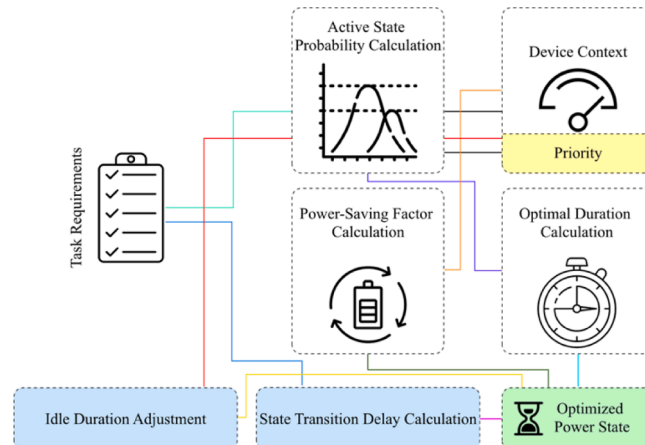 Active State
Probability Calculation
Device Context
Priority
Task Requirements
Power-Saving Factor
Calculation
Optimal Duration
Calculation
Idle Duration Adjustment
State Transition Delay Calculation
Optimized
Power State